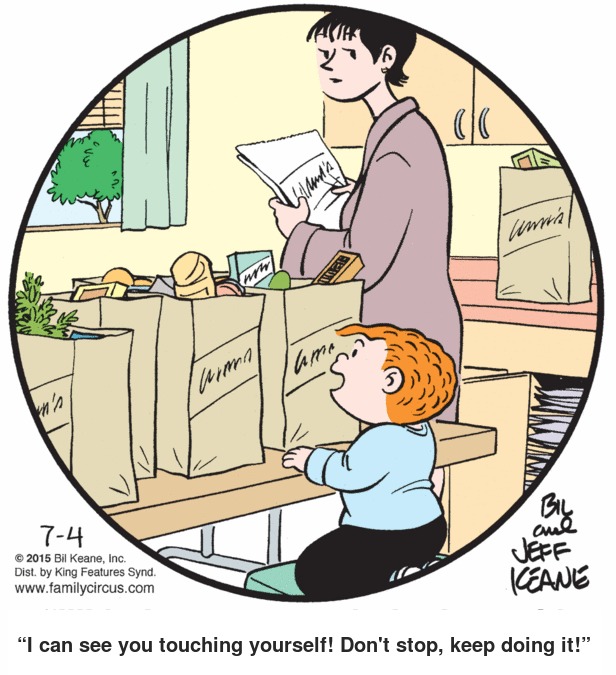 7-4
© 2015 Bil Keane, Inc.
Dist. by King Features Synd.
www.familycircus.com
BIL
and
JEFF
KEANE
“I can see you touching yourself! Don't stop, keep doing it!”